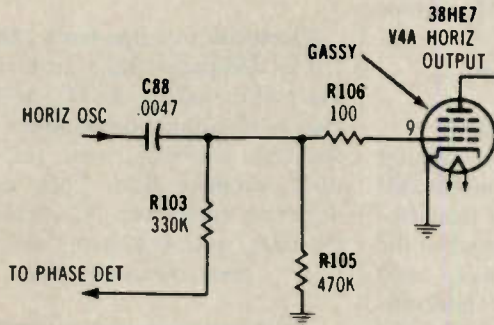 38HE7
V4A HORIZ
OUTPUT
GASSY
C88
.0047
HORIZ OSC
R106
100
9
R103
330K
TO PHASE DET
R105
470K